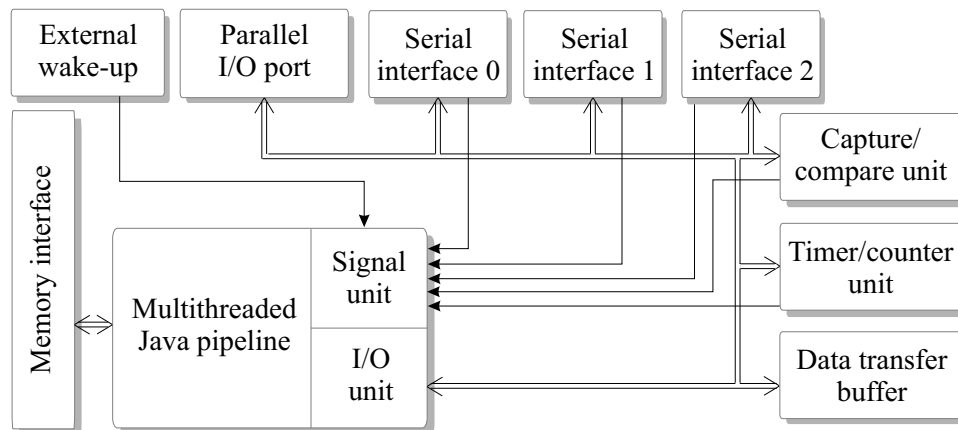 External
wake-up
Parallel
I/O port
Serial
interface 0
Serial
interface 1
Serial
interface 2
Capture/
compare unit
Memory interface
Multithreaded
Java pipeline
Signal
unit
Timer/counter
unit
I/O
unit
Data transfer
buffer